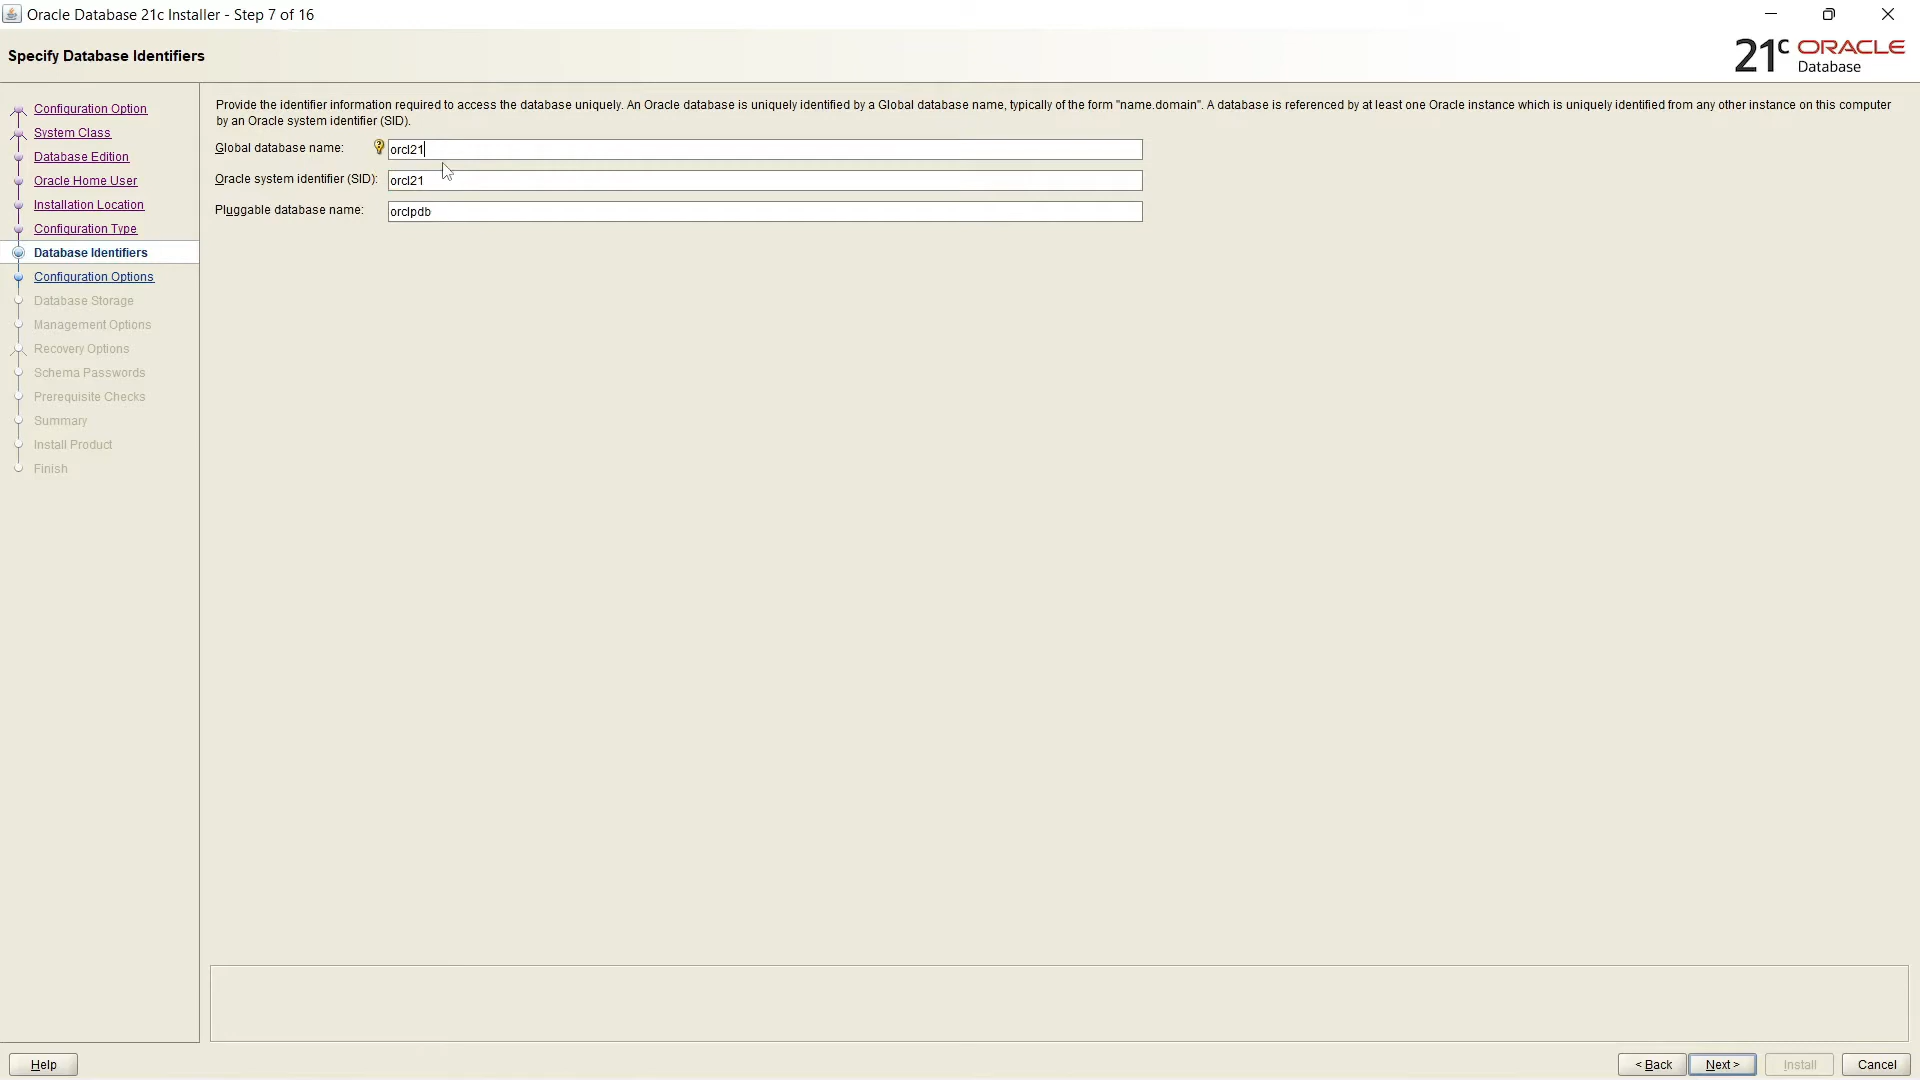 Oracle Database 21c Installer - Step 7 of 16
Specify Database Identifiers
21c ORACLE
Database
Configuration Option
System Class
Database Edition
Oracle Home User
Installation Location
Configuration Type
Database Identifiers
Configuration Options
Database Storage
Management Options
Recovery Options
Schema Passwords
Prerequisite Checks
Summary
Install Product
Finish
Provide the identifier information required to access the database uniquely. An Oracle database is uniquely identified by a Global database name, typically of the form "name.domain". A database is referenced by at least one Oracle instance which is uniquely identified from any other instance on this computer
by an Oracle system identifier (SID).
Global database name: orcl21
Oracle system identifier (SID): orcl21
Pluggable database name: orclpdb
Help
< Back
Next >
Install
Cancel